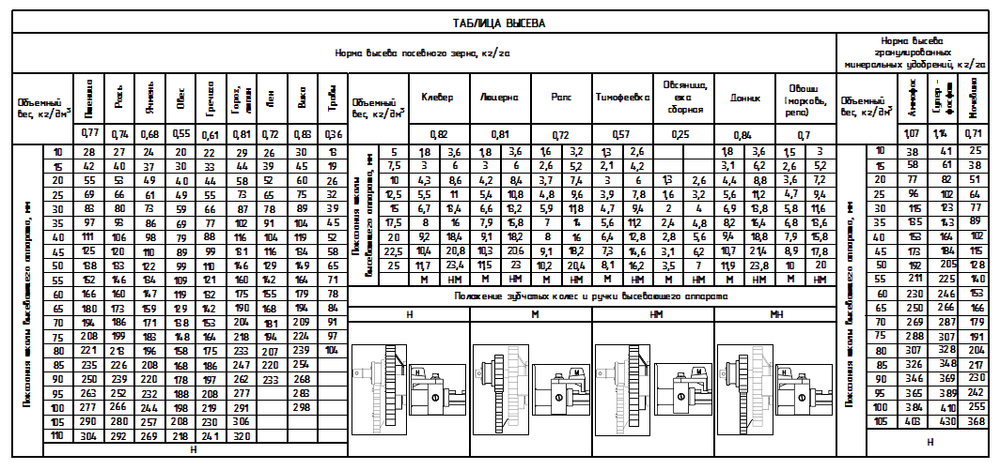 ТАБЛИЦА ВЫСЕВА
Норма высева посевного зерна, кг/га
Норма высева гранулированных минеральных удобрений, кг/га
Объемный вес, кг/дм³ Пшеница Рожь Ячмень Овес Гречиха Горох, люпин Лен Вика Травы
0,77 0,74 0,68 0,55 0,61 0,81 0,72 0,83 0,36
Показания шкалы высевающего аппарата, мм
10 28 27 24 20 22 29 26 30 13
15 42 40 37 30 33 44 39 45 19
20 55 53 49 40 44 58 52 60 26
25 69 66 61 49 55 73 65 75 32
30 83 80 73 59 66 87 78 89 39
35 97 93 86 69 77 102 91 104 45
40 111 106 98 79 88 116 104 119 52
45 125 120 110 89 99 131 116 134 58
50 138 133 122 99 110 146 129 149 65
55 152 146 134 109 121 160 142 164 71
60 166 160 147 119 132 175 155 179 78
65 180 173 159 129 142 190 168 194 84
70 194 186 171 138 153 204 181 209 91
75 208 199 183 148 164 218 194 224 97
80 221 213 196 158 175 233 207 239 104
85 235 226 208 168 186 247 220 254
90 250 239 220 178 197 262 233 268
95 263 252 232 188 208 277 283
100 277 266 244 198 219 291 298
105 290 280 257 208 230 306
110 304 292 269 218 241 320
Н
Объемный вес, кг/дм³ Клевер Люцерна Рапс Тимофеевка Овсяница, ежа сборная Донник Овощи (морковь, репа)
0,82 0,81 0,72 0,57 0,25 0,84 0,7
Показания шкалы высевающего аппарата, мм
5 1,8 3,6 1,8 3,6 1,6 3,2 1,3 2,6 1,8 3,6 1,5 3
7,5 3 6 3 6 2,6 5,2 2,1 4,2 3,1 6,2 2,6 5,2
10 4,3 8,6 4,2 8,4 3,7 7,4 3 6 1,3 2,6 4,4 8,8 3,6 7,2
12,5 5,5 11 5,4 10,8 4,8 9,6 3,9 7,8 1,6 3,2 5,6 11,2 4,7 9,4
15 6,7 13,4 6,6 13,2 5,9 11,8 4,7 9,4 2 4 6,9 13,8 5,8 11,6
17,5 8 16 7,9 15,8 7 14 5,6 11,2 2,4 4,8 8,2 16,4 6,8 13,6
20 9,2 18,4 9,1 18,2 8 16 6,4 12,8 2,8 5,6 9,4 18,8 7,9 15,8
22,5 10,4 20,8 10,3 20,6 9,1 18,2 7,3 14,6 3,1 6,2 10,7 21,4 8,9 17,8
25 11,7 23,4 11,5 23 10,2 20,4 8,1 16,2 3,5 7 11,9 23,8 10 20
М НМ М НМ М НМ М НМ М НМ М НМ М НМ
Положение зубчатых колес и ручки высевающего аппарата
Н М НМ МН
Н М М Н
Объемный вес, кг/дм³ Аммофос Супер-фосфат Мочевина
1,07 1,14 0,71
Показания шкалы высевающего аппарата, мм
10 38 41 25
15 58 61 38
20 77 82 51
25 96 102 64
30 115 123 77
35 135 143 89
40 153 164 102
45 173 184 115
50 192 205 128
55 211 225 140
60 230 246 153
65 250 266 166
70 269 287 179
75 288 307 191
80 307 328 204
85 326 348 217
90 346 369 230
95 365 389 242
100 384 410 255
105 403 430 368
Н